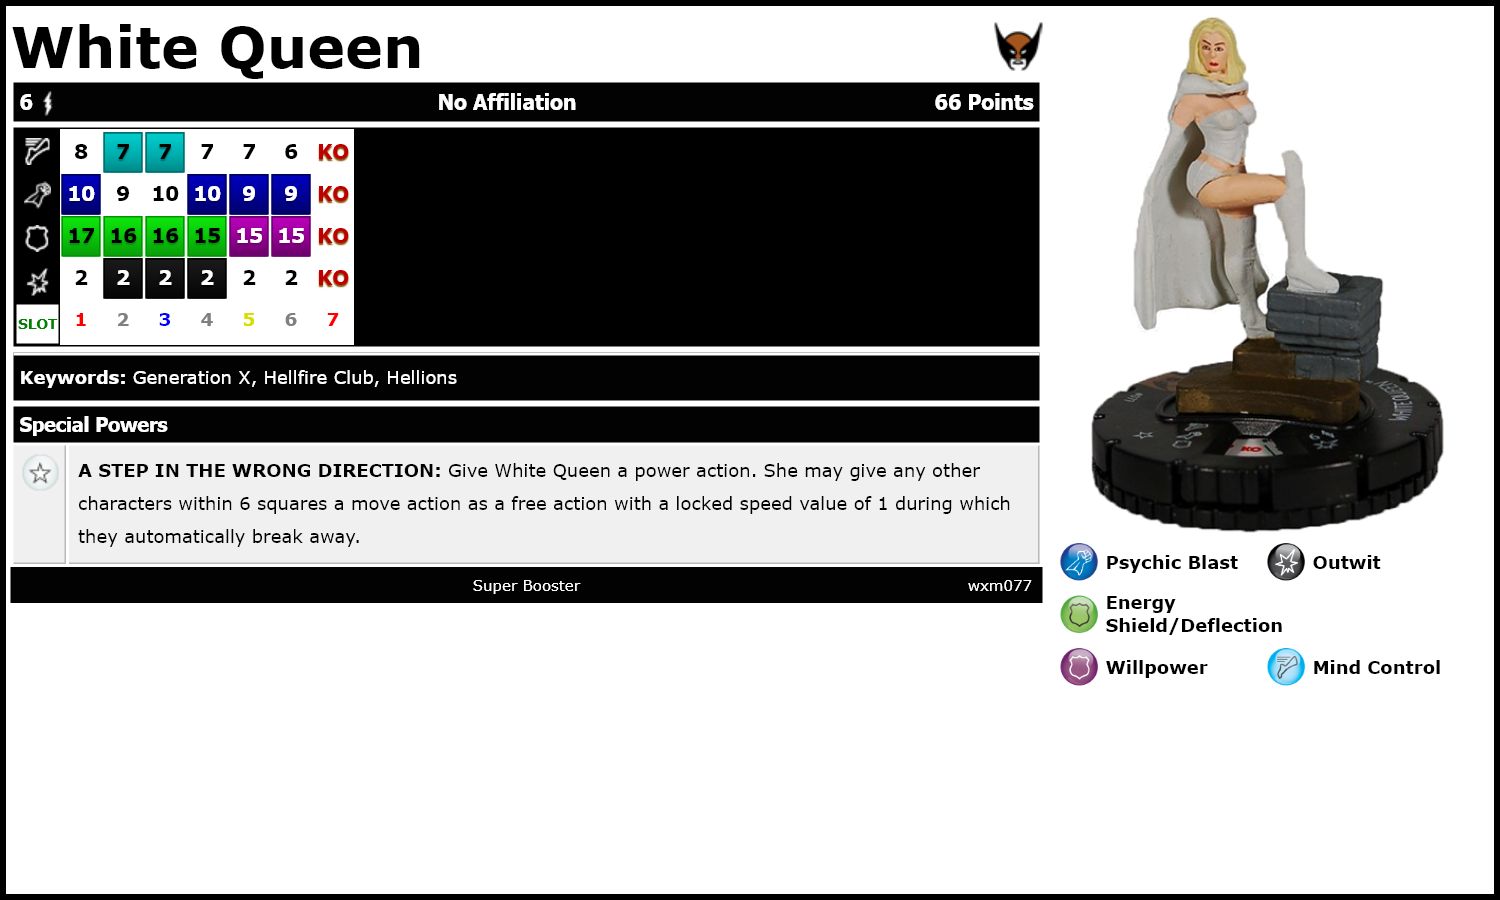 White Queen
6 No Affiliation 66 Points
8 7 7 7 7 6 KO
10 9 10 10 9 9 KO
17 16 16 15 15 15 KO
2 2 2 2 2 2 KO
SLOT 1 2 3 4 5 6 7
Keywords: Generation X, Hellfire Club, Hellions
Special Powers
A STEP IN THE WRONG DIRECTION: Give White Queen a power action. She may give any other
characters within 6 squares a move action as a free action with a locked speed value of 1 during which
they automatically break away.
Super Booster wxm077
WHITE QUEEN
077
KO
Psychic Blast Outwit
Energy
Shield/Deflection
Willpower Mind Control